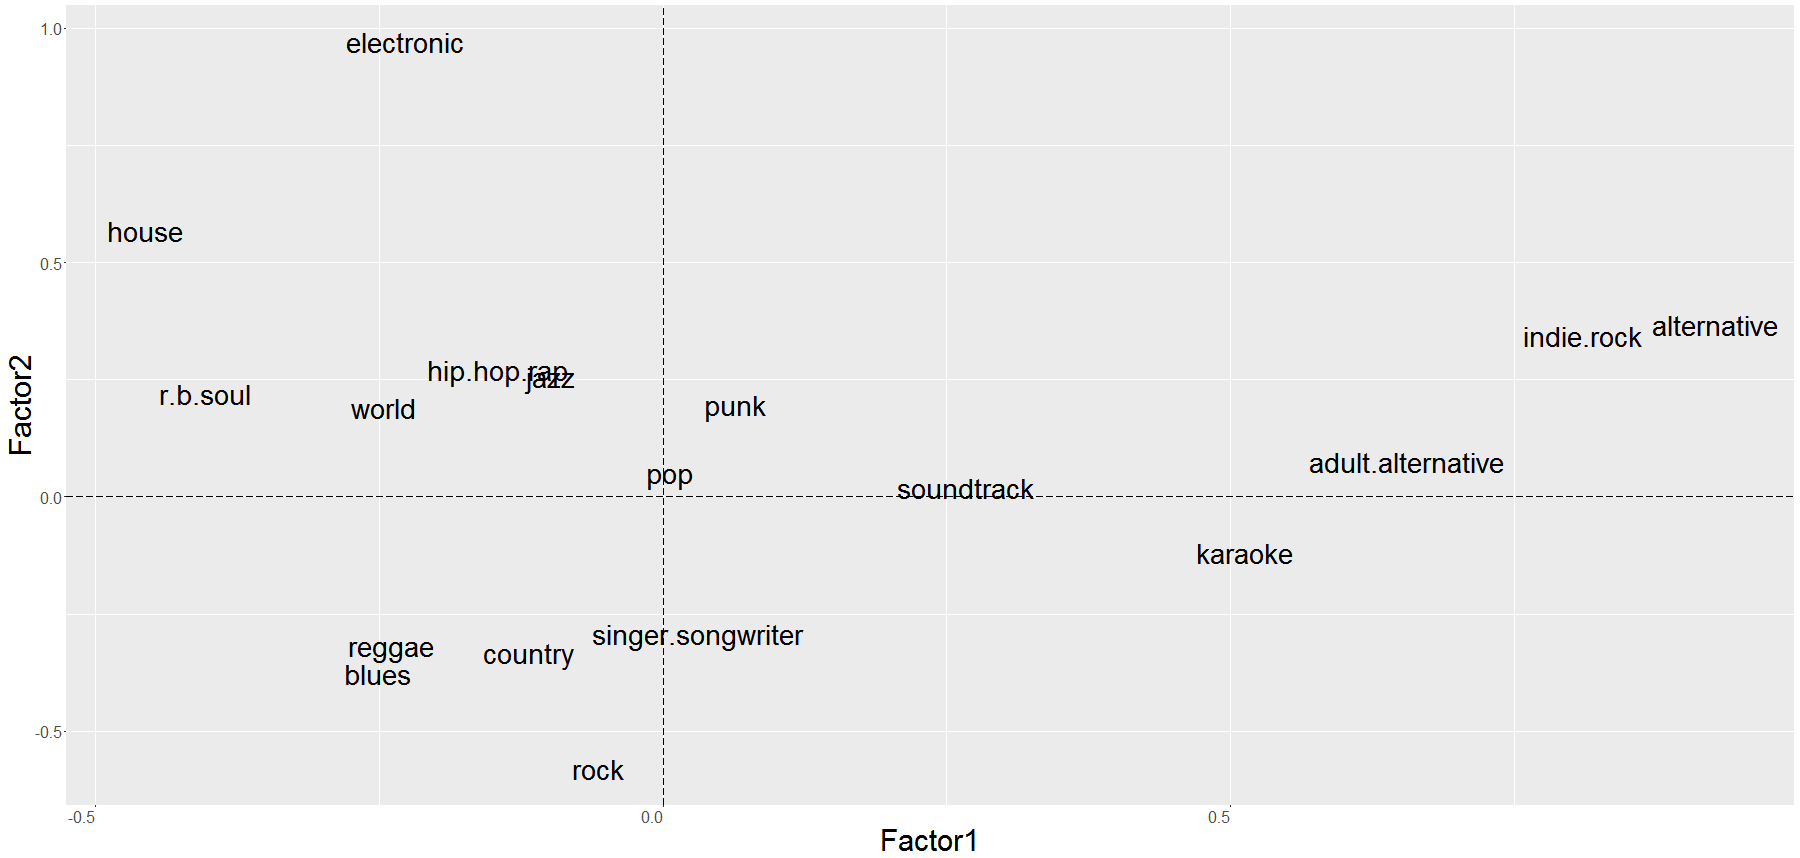 1.0
electronic
house
0.5
alternative
indie.rock
hip.hop.rap
jazz
r.b.soul
world
punk
adult.alternative
pop
soundtrack
0.0
karaoke
singer.songwriter
reggae
country
blues
-0.5
rock
-0.5
0.0
0.5
Factor1
Factor2